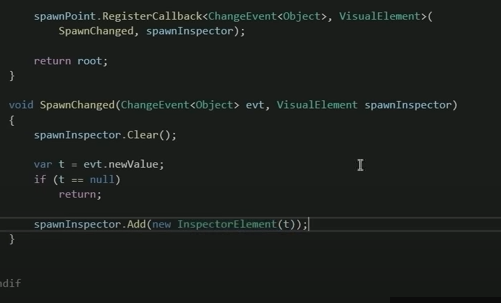 spawnPoint.RegisterCallback<ChangeEvent<Object>, VisualElement>(
SpawnChanged, spawnInspector);
return root;
}
void SpawnChanged(ChangeEvent<Object> evt, VisualElement spawnInspector)
{
spawnInspector.Clear();
var t = evt.newValue;
if (t == null)
return;
spawnInspector.Add(new InspectorElement(t));
}
ndif